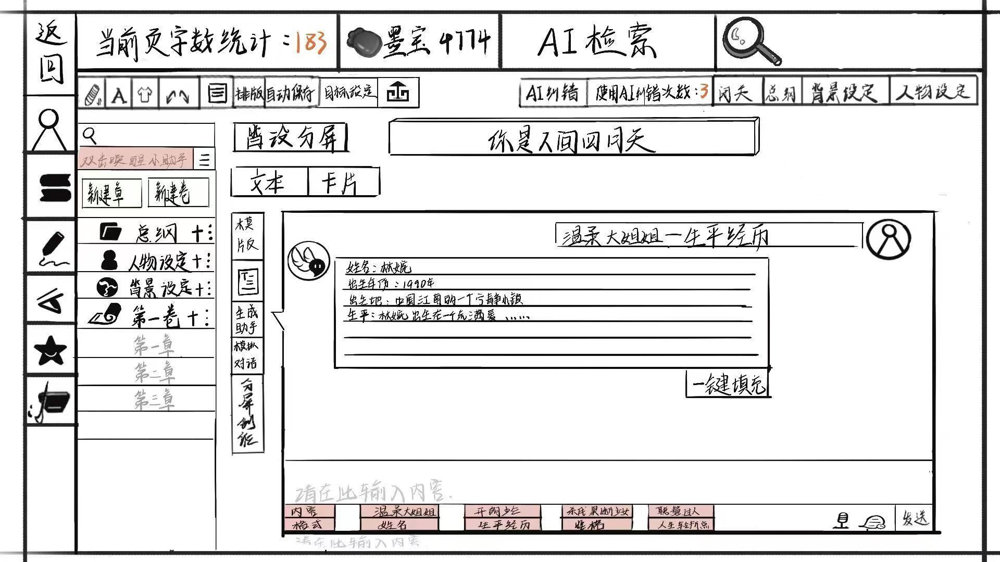 返回
当前页字数统计：183
墨宝 4774
AI 检索
A
排版
自动保存
目标设定
AI纠错
使用AI纠错次数：3
闭关
总纲
背景设定
人物设定
双击唤醒小助手
新建章
新建卷
总纲
人物设定
背景设定
第一卷
第一章
第二章
第三章
皆设分屏
你是人间四月天
文本
卡片
模版
生成助手
模拟对话
分屏创作
温柔大姐姐一生平经历
姓名：林婉
出生年份：1990年
出生地：中国江南的一个宁静小镇
生平：林婉出生在一个充满爱……
一键填充
请在此输入内容.
内容
格式
温柔大姐姐
姓名
开朗少年
生平经历
杀伐果断少女
性格
聪慧过人
人生转折点
发送
请在此输入内容.